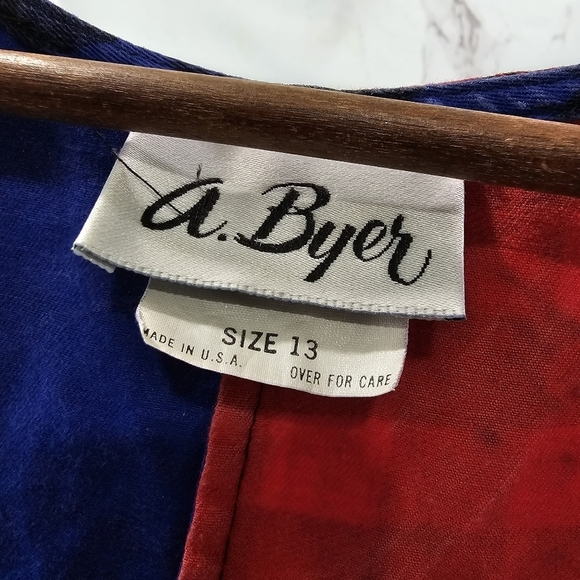 a. Byer
SIZE 13
MADE IN U.S.A.
OVER FOR CARE